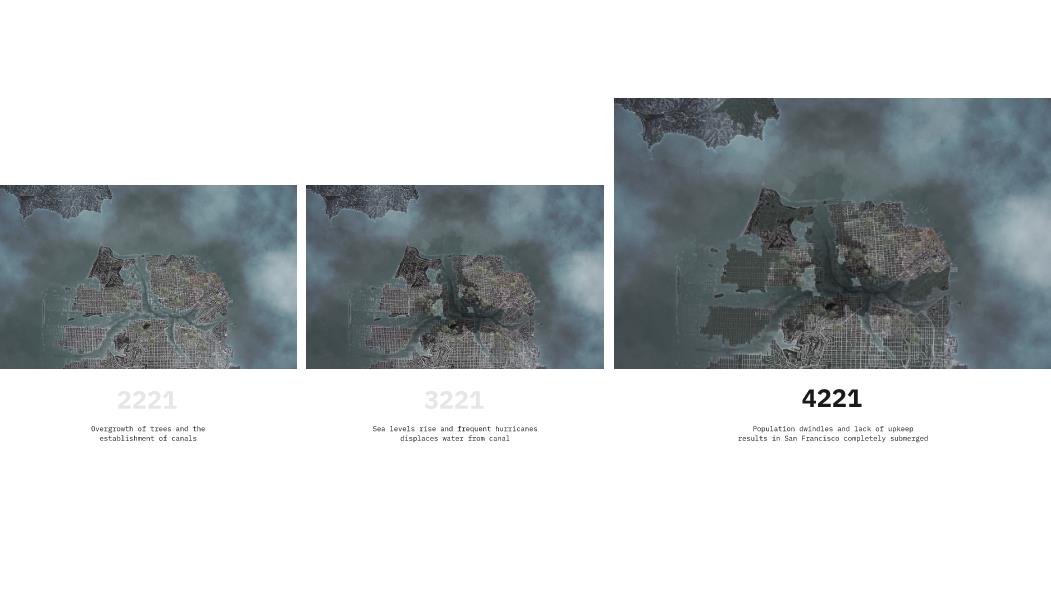 2221
Overgrowth of trees and the
establishment of canals
3221
Sea levels rise and frequent hurricanes
displaces water from canal
4221
Population dwindles and lack of upkeep
results in San Francisco completely submerged